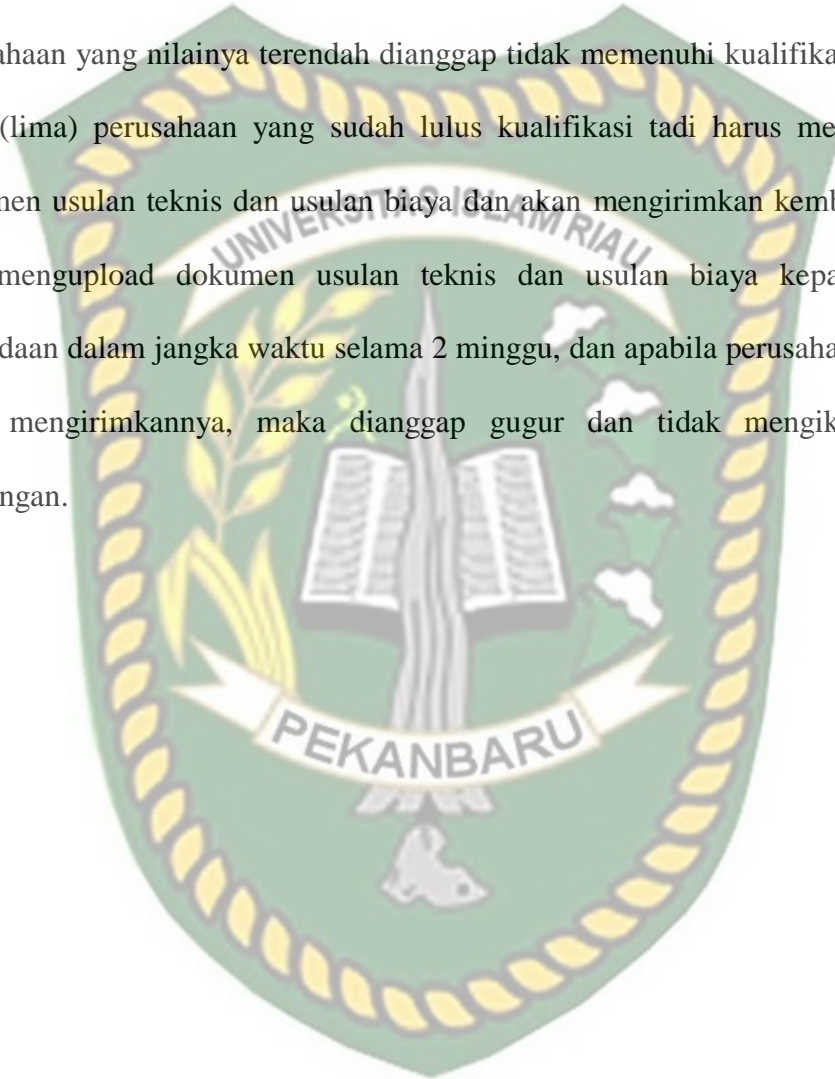 ahaan yang nilainya terendah dianggap tidak memenuhi kualifika
(lima) perusahaan yang sudah lulus kualifikasi tadi harus me
men usulan teknis dan usulan biaya dan akan mengirimkan kemb
UNIVERSITAS ISLAM RIAU
mengupload dokumen usulan teknis dan usulan biaya kepa
daan dalam jangka waktu selama 2 minggu, dan apabila perusaha
mengirimkannya, maka dianggap gugur dan tidak mengik
ngan.
PEKANBARU